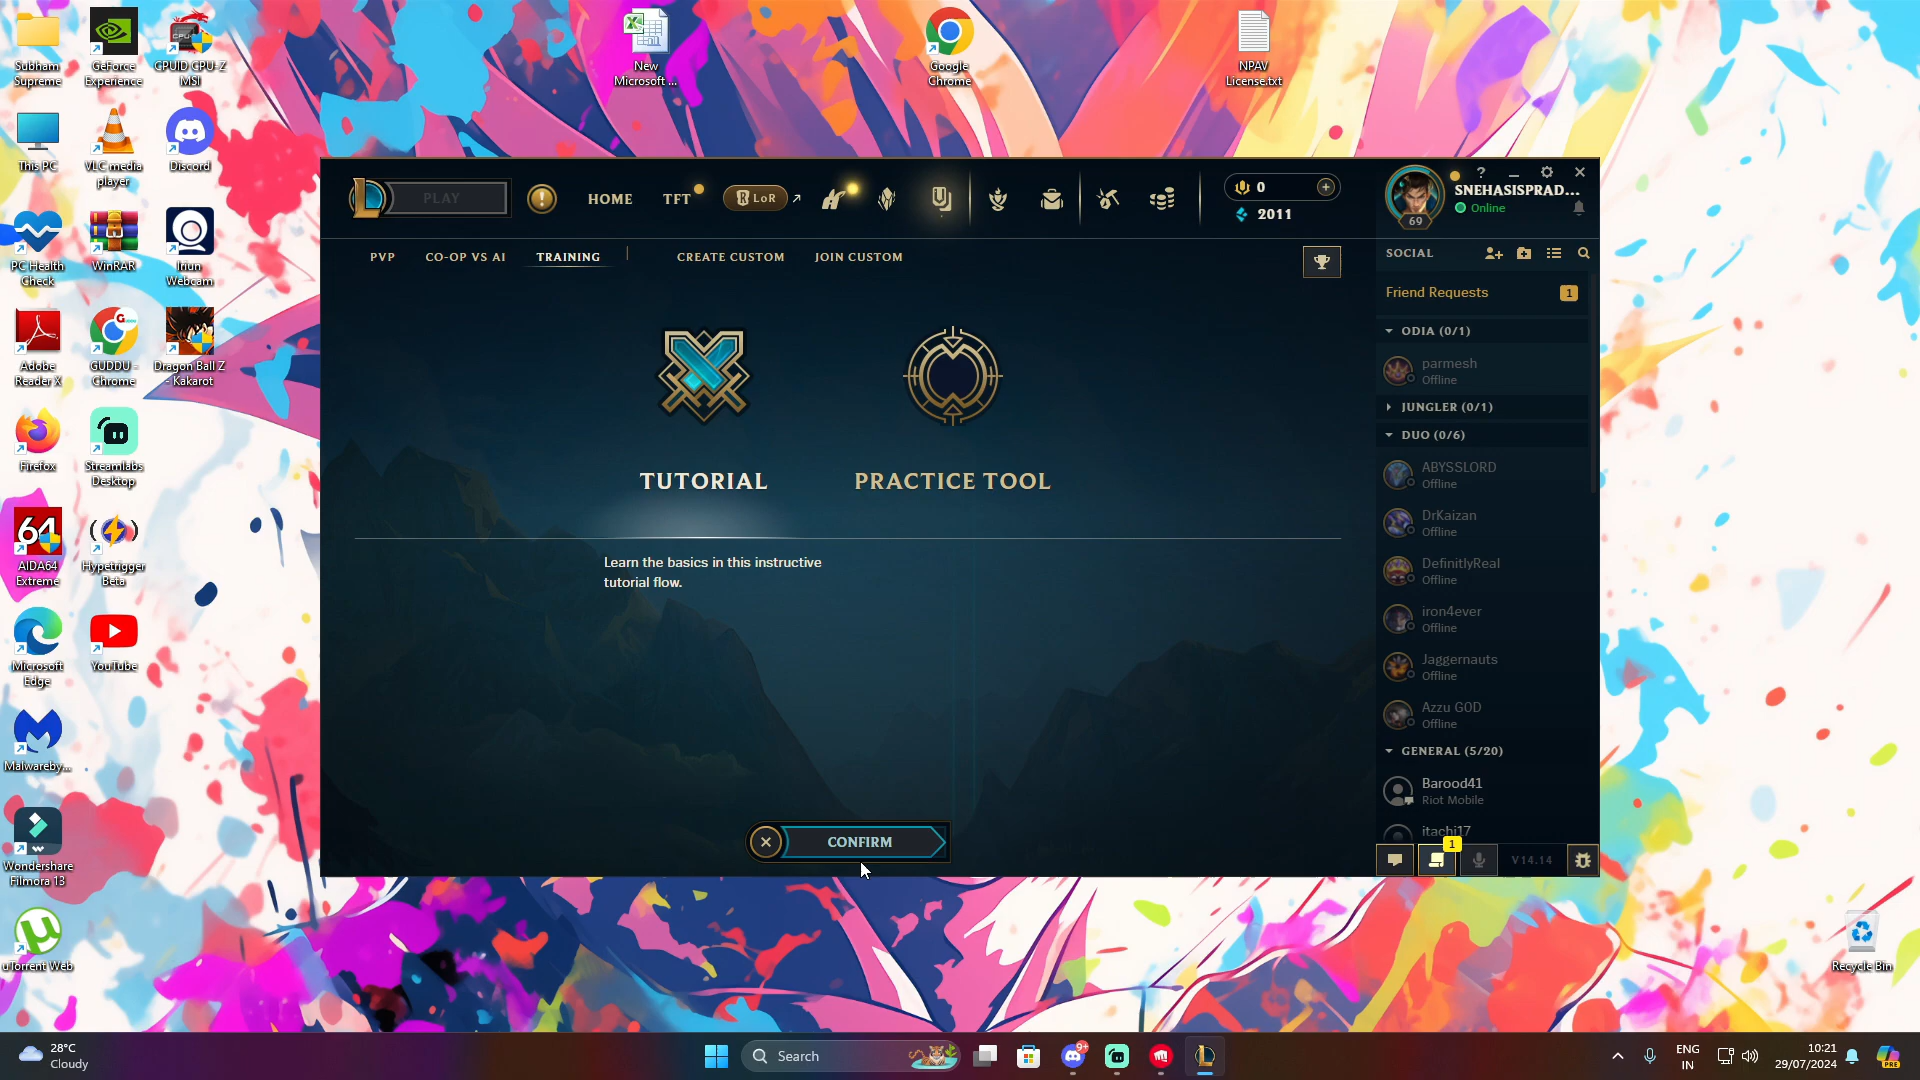 Subham
Supreme
GeForce
Experience
CPUID CPU-Z
MSI
New
Microsoft ...
Google
Chrome
NPAV
License.txt
This PC
VLC media
player
Discord
PC Health
Check
WinRAR
Iriun
Webcam
Adobe
Reader X
GUDDU -
Chrome
Dragon Ball Z
- Kakarot
Firefox
Streamlabs
Desktop
64
AIDA64
Extreme
Hypetrigger
Beta
Microsoft
Edge
YouTube
Malwareby...
Wondershare
Filmora 13
uTorrent Web
Recycle Bin
PLAY
HOME
TFT
LoR
0
2011
69
SNEHASISPRAD...
Online
PVP
CO-OP VS AI
TRAINING
CREATE CUSTOM
JOIN CUSTOM
TUTORIAL
PRACTICE TOOL
Learn the basics in this instructive
tutorial flow.
CONFIRM
SOCIAL
Friend Requests
1
ODIA (0/1)
parmesh
Offline
JUNGLER (0/1)
DUO (0/6)
ABYSSLORD
Offline
DrKaizan
Offline
DefinitlyReal
Offline
iron4ever
Offline
Jaggernauts
Offline
Azzu GOD
Offline
GENERAL (5/20)
Barood41
Riot Mobile
itachi17
1
V14.14
28°C
Cloudy
Search
9+
ENG
IN
10:21
29/07/2024
PRE